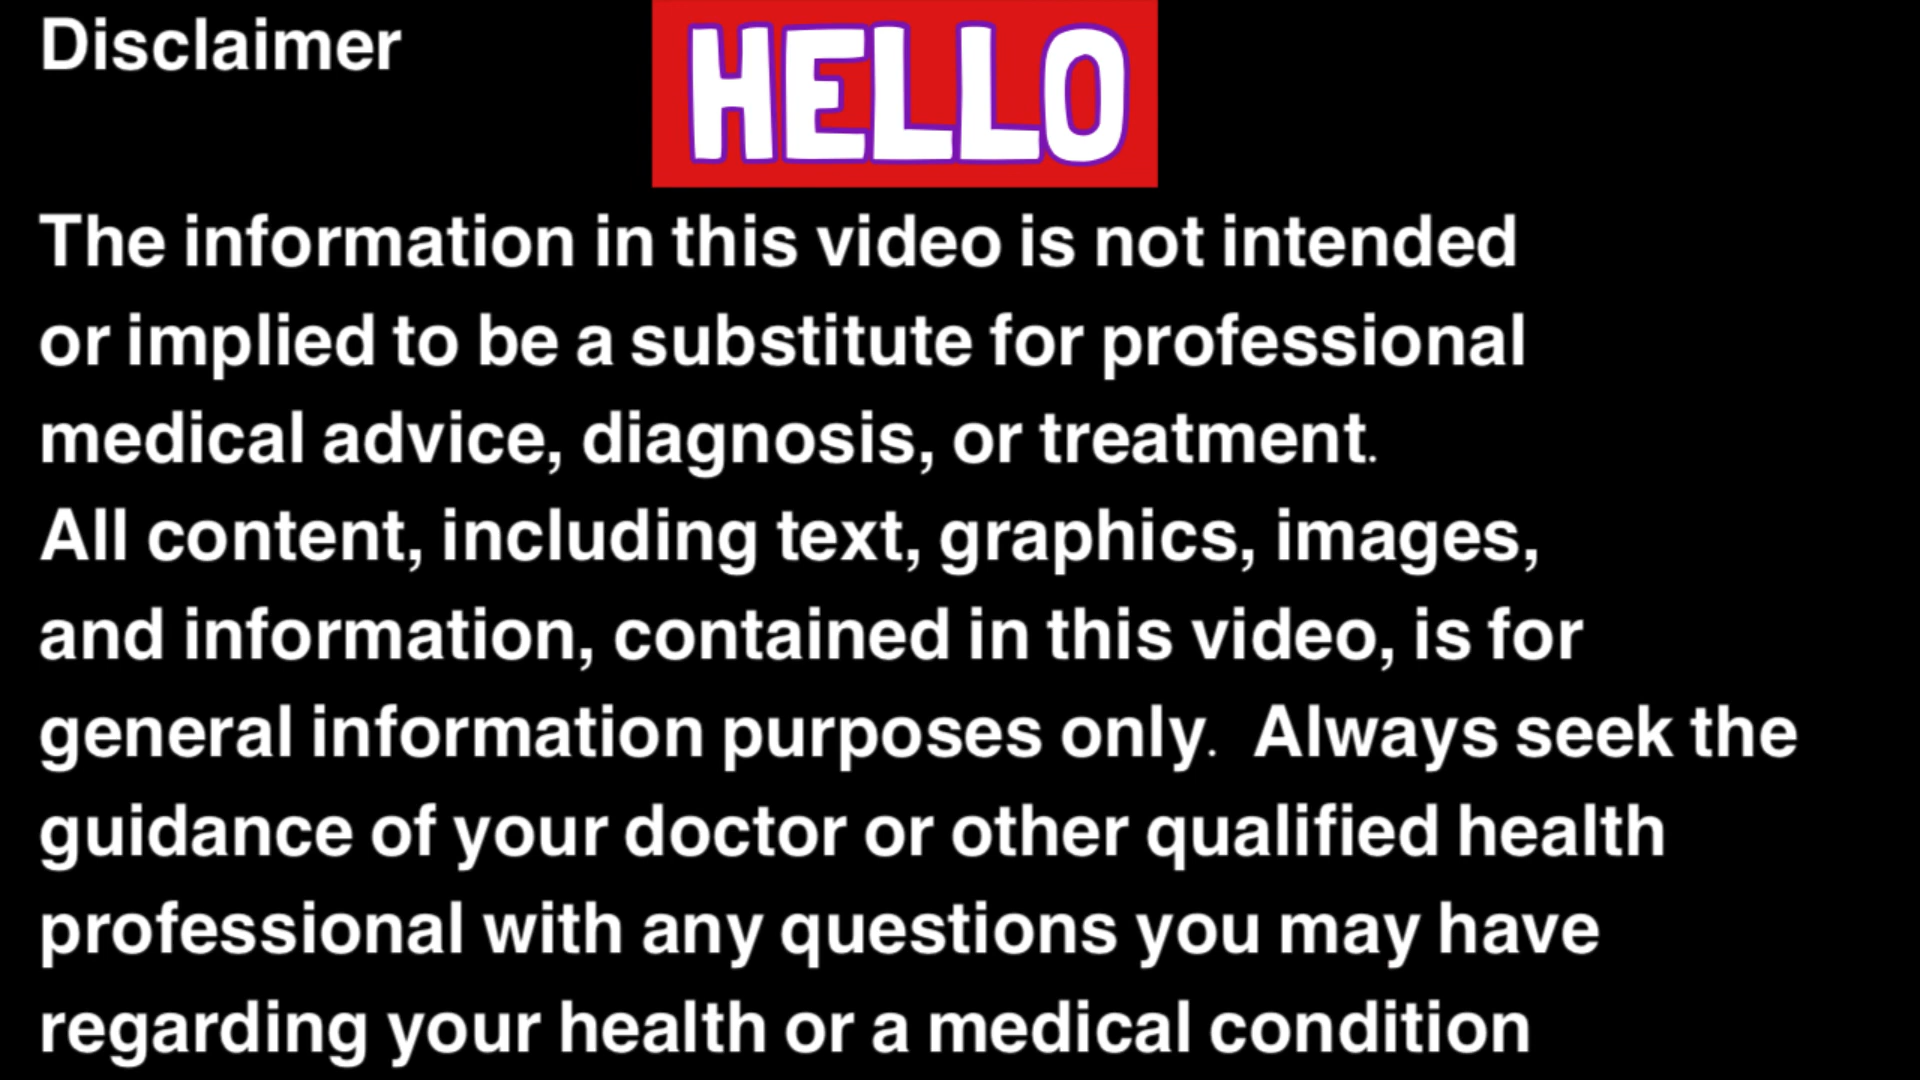 Disclaimer
HELLO
The information in this video is not intended
or implied to be a substitute for professional
medical advice, diagnosis, or treatment.
All content, including text, graphics, images,
and information, contained in this video, is for
general information purposes only.  Always seek the
guidance of your doctor or other qualified health
professional with any questions you may have
regarding your health or a medical condition